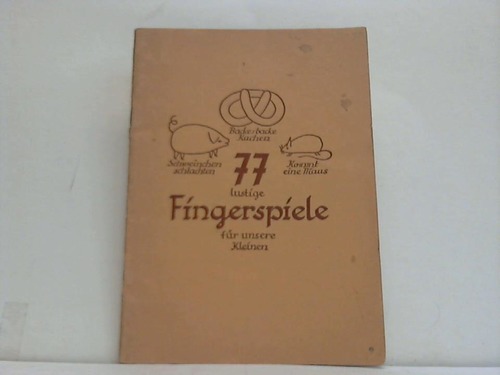 Backe=Backe
Kuchen
Schweinchen
schlachten
Kommt
eine Maus
77
lustige
Fingerspiele
für unsere
Kleinen